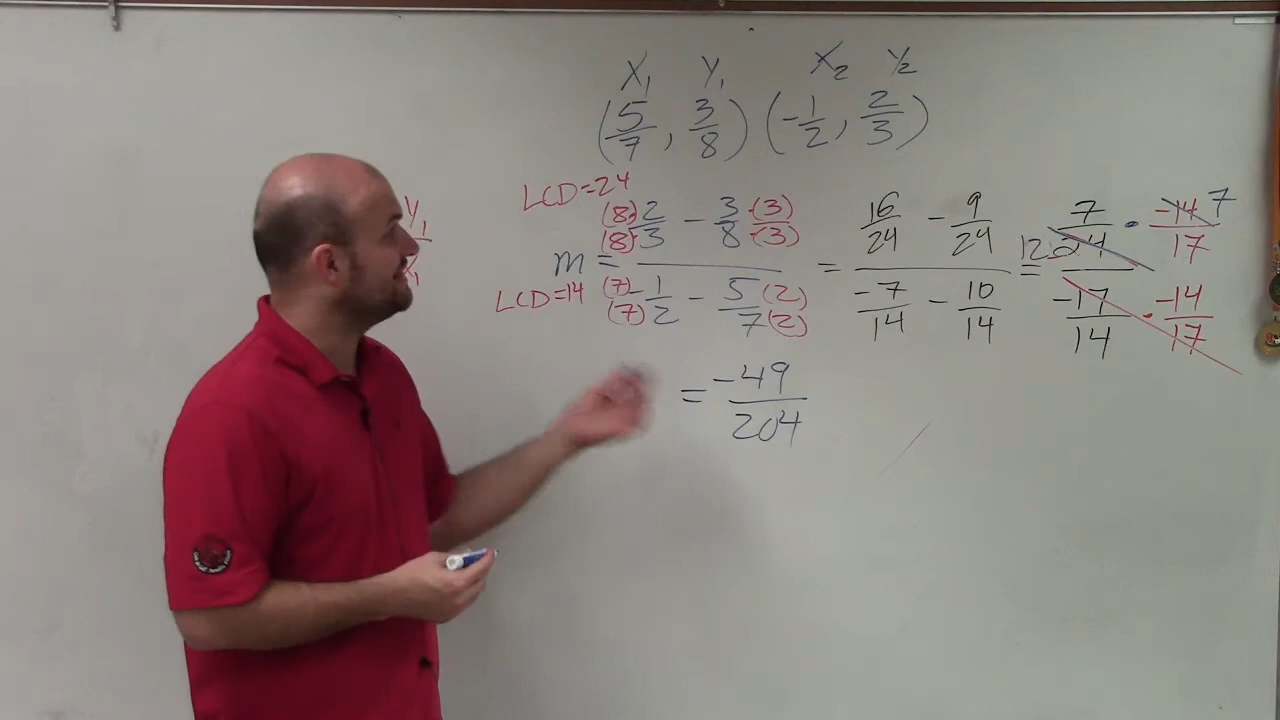 X₁ Y₁ X₂ Y₂
(5/7, 3/8) (-1/2, 2/3)
LCD=24
m = ((8)·2/(8)·3 - 3·(3)/8·(3)) / ((7)-1/(7)2 - 5(2)/7(2)) = (16/24 - 9/24) / (-7/14 - 10/14) = (7/24 12 · -14 7/17) / (-17/14 · -14/17)
LCD=14
= -49/204
Y₁